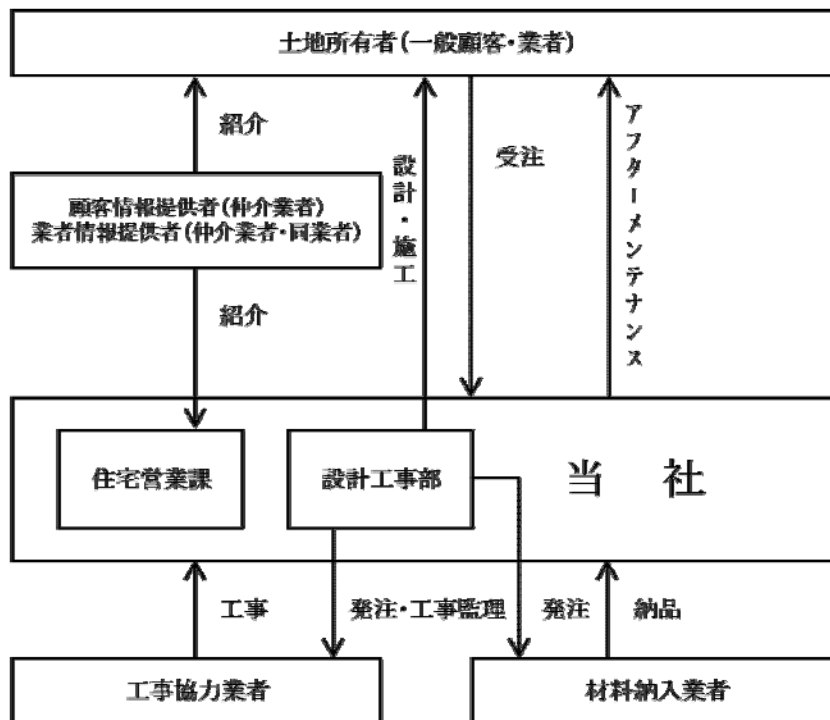 土地所有者(一般顧客・業者)
紹介
設計・施工
受注
アフターメンテナンス
顧客情報提供者(仲介業者)
業者情報提供者(仲介業者・同業者)
紹介
住宅営業課
設計工事部
当 社
工事
発注・工事監理
発注
納品
工事協力業者
材料納入業者